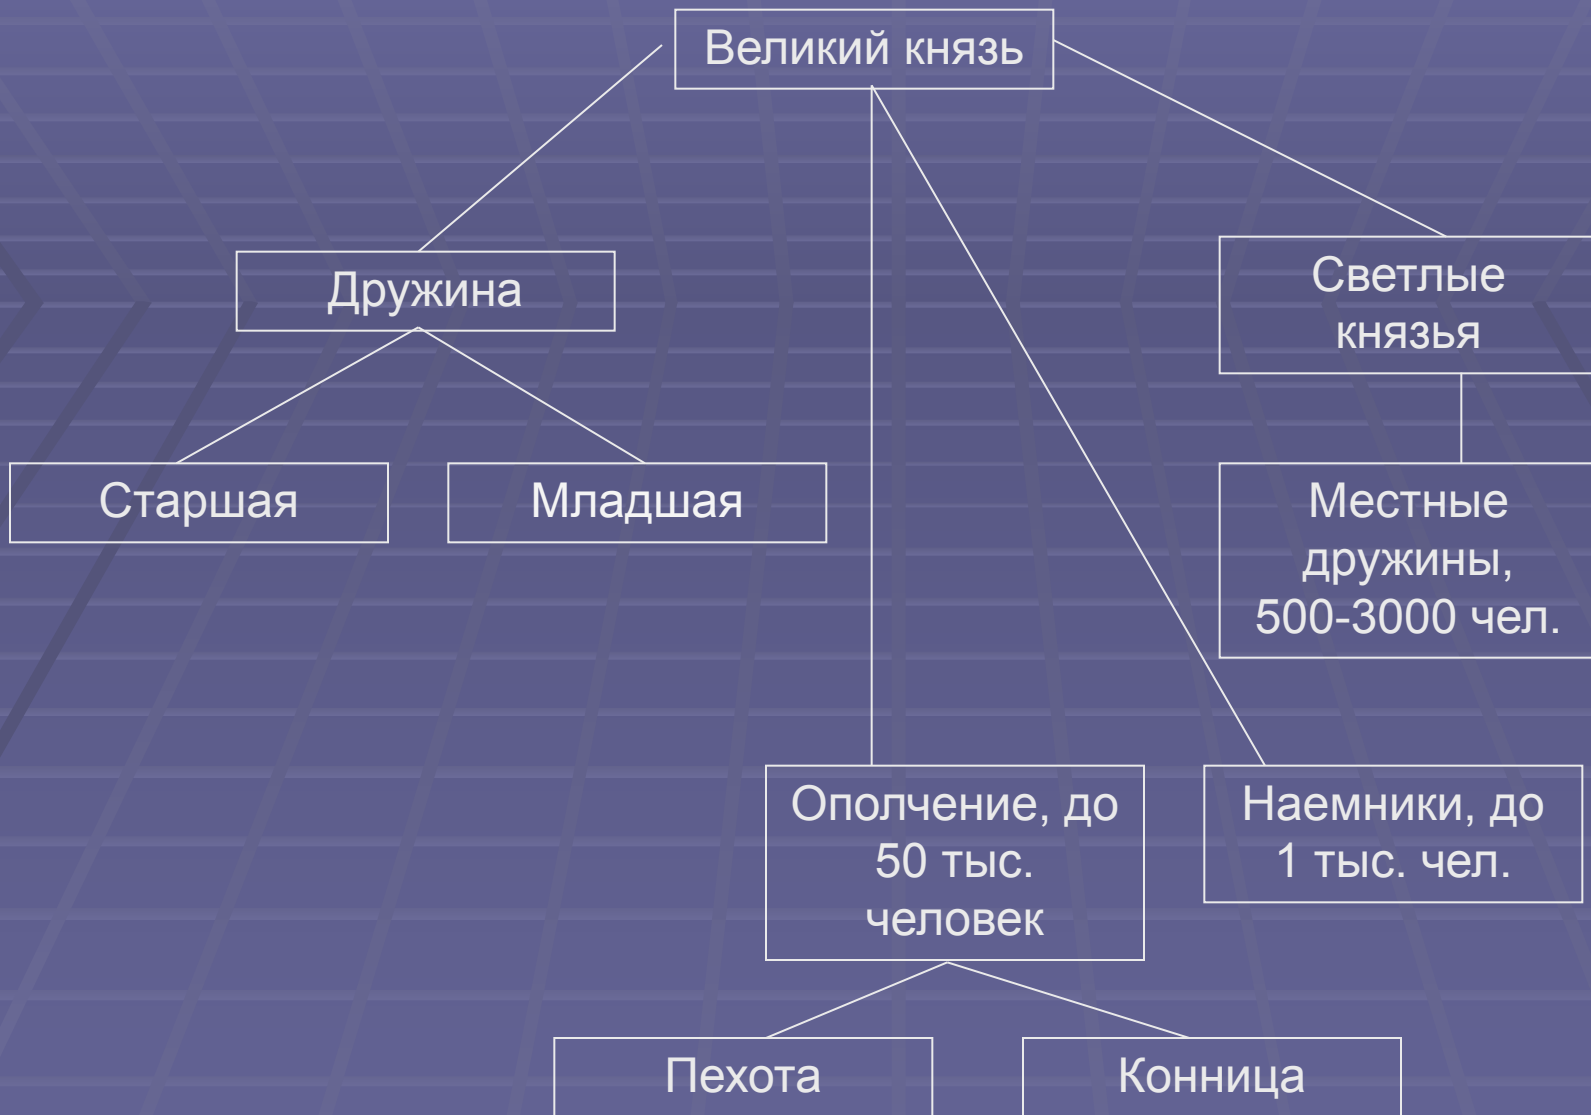 Великий князь
Дружина
Светлые
князья
Старшая
Младшая
Местные
дружины,
500-3000 чел.
Ополчение, до
50 тыс.
человек
Наемники, до
1 тыс. чел.
Пехота
Конница